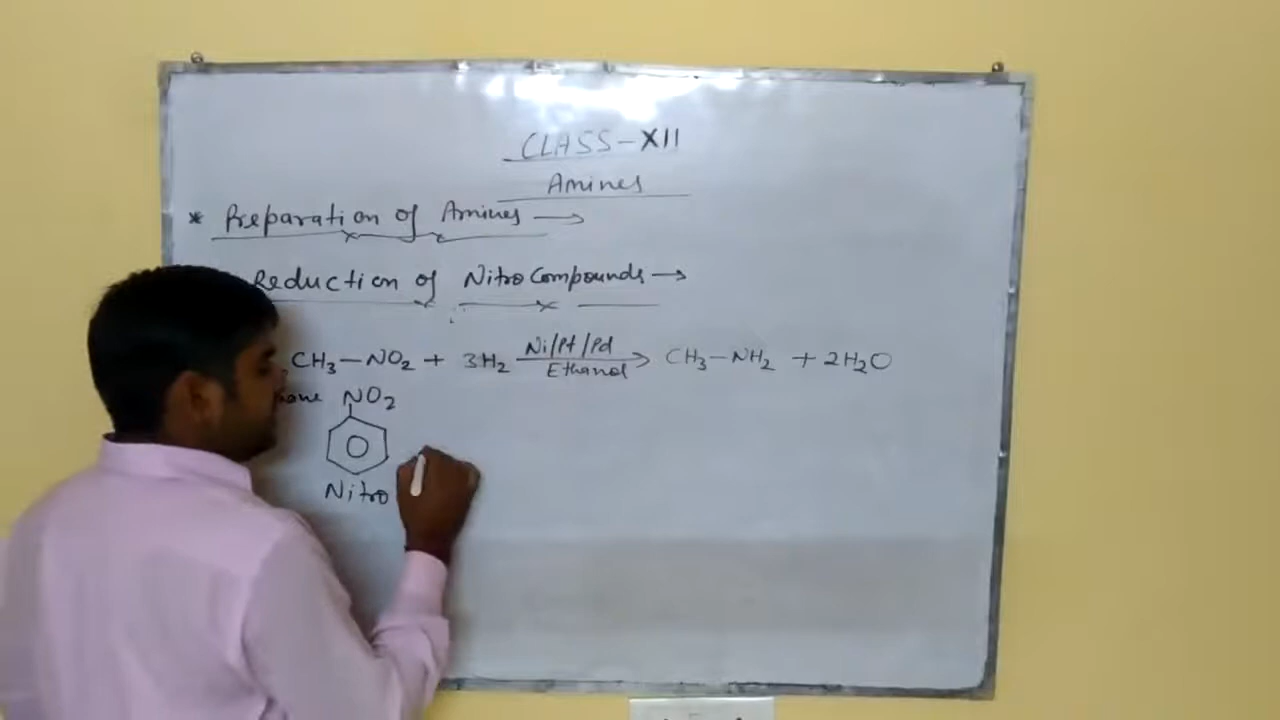 CLASS-XII
Amines
* Preparation of Amines →
Reduction of Nitro Compounds →
CH3-NO2 + 3H2 Ni/Pt/Pd Ethanol → CH3-NH2 + 2H2O
NO2
Nitro